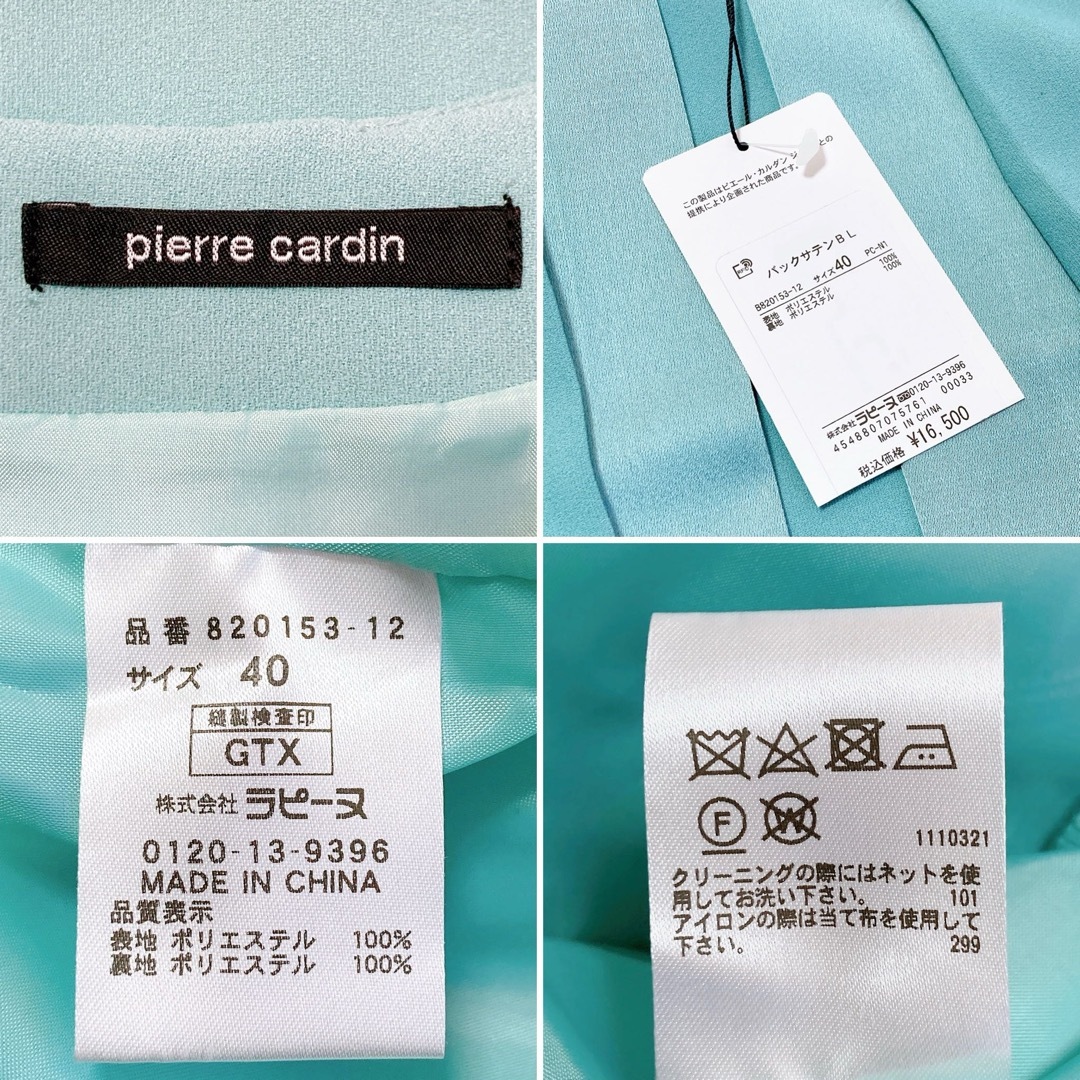 pierre cardin
この製品はピエール・カルダン ジ との
提携により企画された商品です。
バックサテンBL
B820153-12 サイズ40 PC-N1
表地 ポリエステル 100%
裏地 ポリエステル 100%
株式会社ラピーヌ 0120-13-9396
4548807075761 00033
MADE IN CHINA
税込価格 ¥16,500
品番 820153-12
サイズ 40
縫製検査印
GTX
株式会社 ラピーヌ
0120-13-9396
MADE IN CHINA
品質表示
表地 ポリエステル 100%
裏地 ポリエステル 100%
F W
1110321
クリーニングの際にはネットを使
用してお洗い下さい。 101
アイロンの際は当て布を使用して
下さい。 299